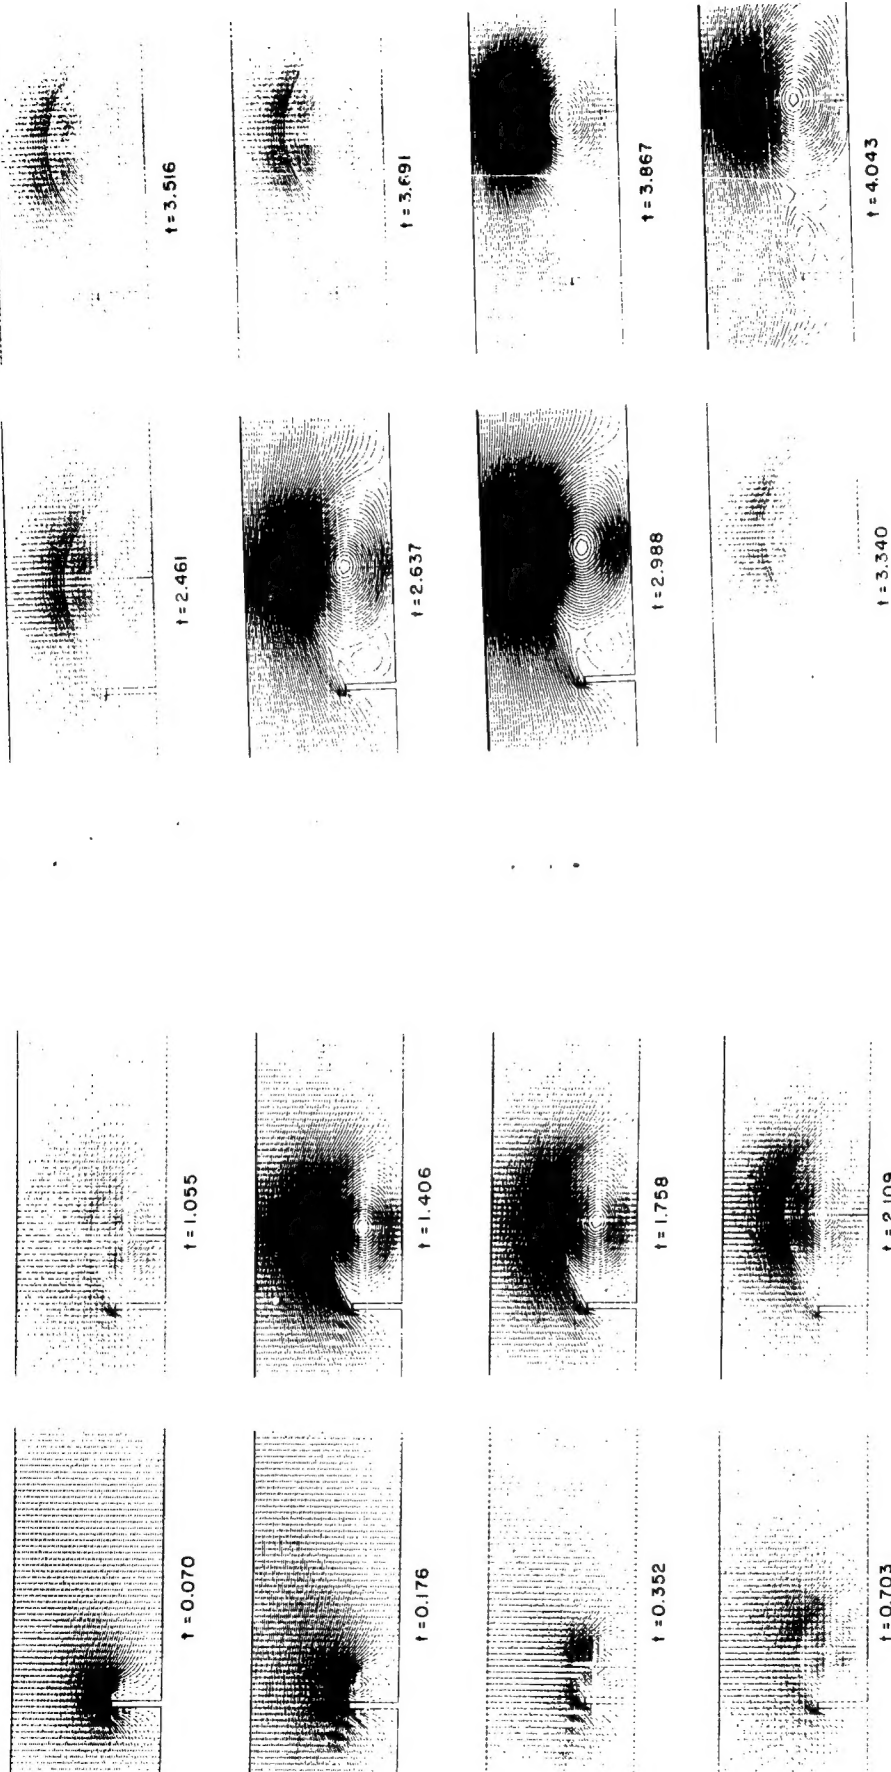 t = 0.070
t = 0.176
t = 0.352
t = 0.703
t = 1.055
t = 1.406
t = 1.758
t = 2.109
t = 2.461
t = 2.637
t = 2.988
t = 3.340
t = 3.516
t = 3.691
t = 3.867
t = 4.043